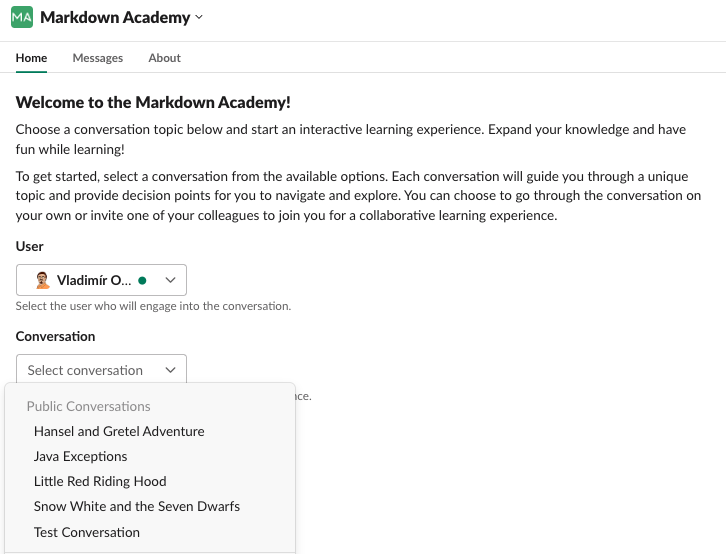 MA Markdown Academy
Home Messages About
Welcome to the Markdown Academy!
Choose a conversation topic below and start an interactive learning experience. Expand your knowledge and have
fun while learning!
To get started, select a conversation from the available options. Each conversation will guide you through a unique
topic and provide decision points for you to navigate and explore. You can choose to go through the conversation on
your own or invite one of your colleagues to join you for a collaborative learning experience.
User
Vladimír O...
Select the user who will engage into the conversation.
Conversation
Select conversation
nce.
Public Conversations
Hansel and Gretel Adventure
Java Exceptions
Little Red Riding Hood
Snow White and the Seven Dwarfs
Test Conversation